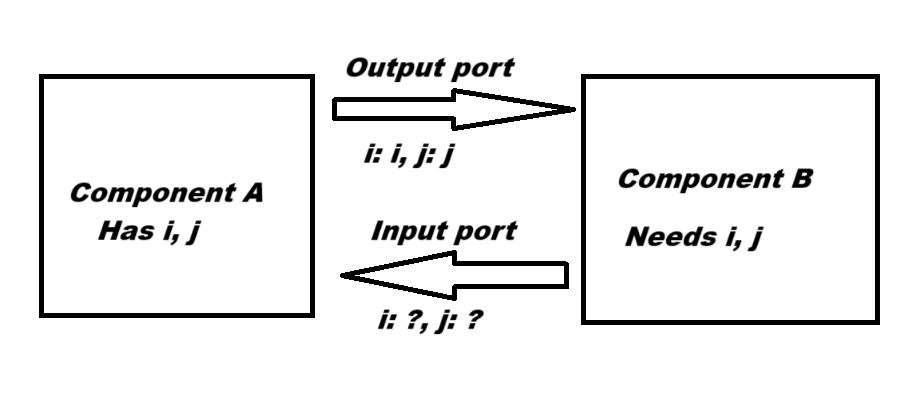 Output port
i: i, j: j
Component A
Has i, j
Input port
i: ?, j: ?
Component B
Needs i, j